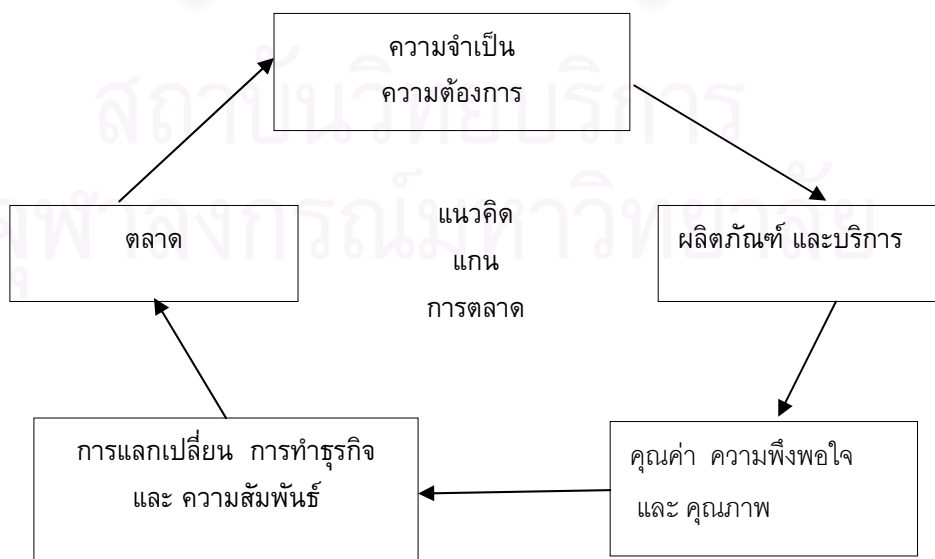 ความจำเป็น
ความต้องการ
สถาบันวิทยบริการ
จุฬาลงกรณ์มหาวิทยาลัย
ตลาด
แนวคิด
แกน
การตลาด
ผลิตภัณฑ์ และบริการ
การแลกเปลี่ยน การทำธุรกิจ
และ ความสัมพันธ์
คุณค่า ความพึงพอใจ
และ คุณภาพ